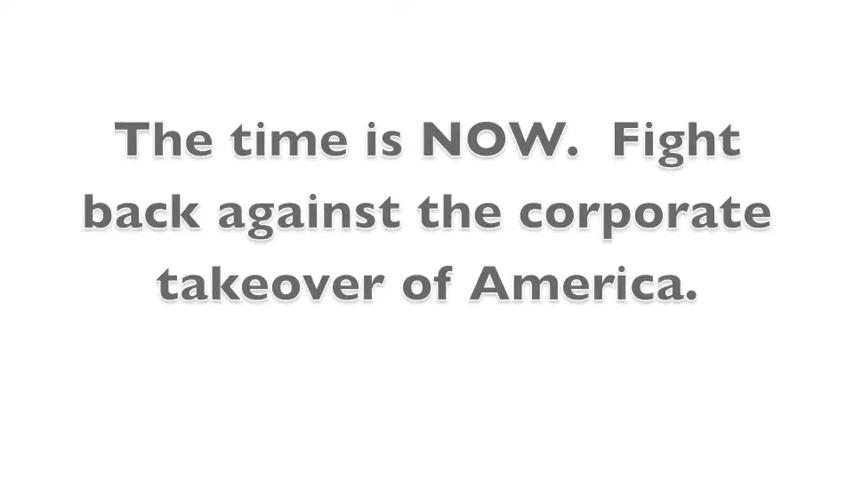 The time is NOW.  Fight
back against the corporate
takeover of America.